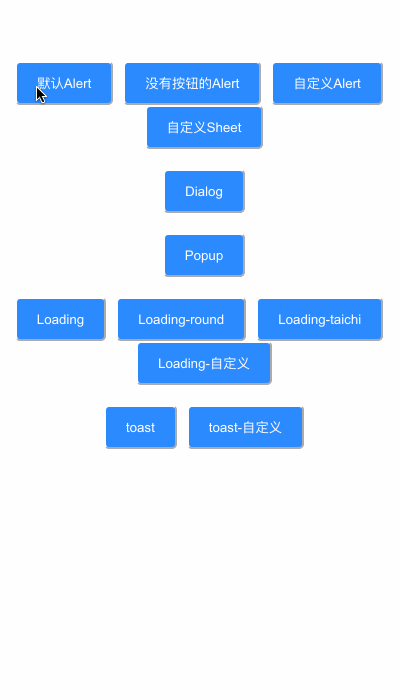 默认Alert 没有按钮的Alert 自定义Alert
自定义Sheet
Dialog
Popup
Loading Loading-round Loading-taichi
Loading-自定义
toast toast-自定义